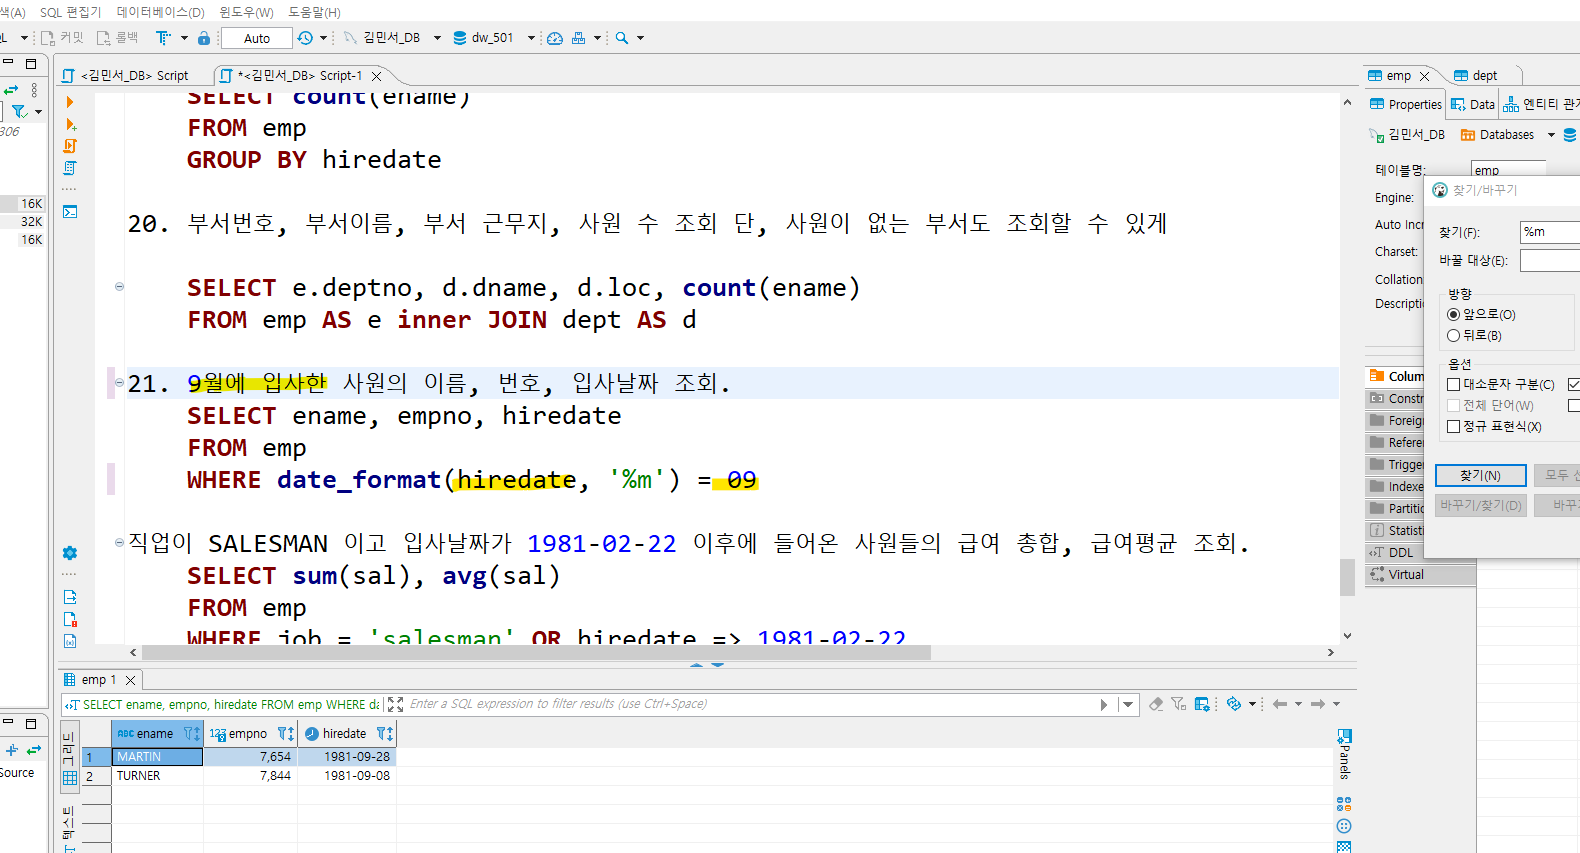 색(A) SQL 편집기 데이터베이스(D) 윈도우(W) 도움말(H)
커밋 롤백 Auto 김민서_DB dw_501
<김민서_DB> Script *<김민서_DB> Script-1
306
16K
32K
16K
SELECT count(ename)
FROM emp
GROUP BY hiredate
20. 부서번호, 부서이름, 부서 근무지, 사원 수 조회 단, 사원이 없는 부서도 조회할 수 있게
SELECT e.deptno, d.dname, d.loc, count(ename)
FROM emp AS e inner JOIN dept AS d
21. 9월에 입사한 사원의 이름, 번호, 입사날짜 조회.
SELECT ename, empno, hiredate
FROM emp
WHERE date_format(hiredate, '%m') = 09
직업이 SALESMAN 이고 입사날짜가 1981-02-22 이후에 들어온 사원들의 급여 총합, 급여평균 조회.
SELECT sum(sal), avg(sal)
FROM emp
WHERE job = 'salesman' OR hiredate => 1981-02-22
emp dept
Properties Data 엔티티 관계
김민서_DB Databases
테이블명: emp
Engine:
Auto Incr
Charset:
Collation
Descriptio
찾기/바꾸기
찾기(F): %m
바꿀 대상(E):
방향
앞으로(O)
뒤로(B)
옵션
대소문자 구분(C)
전체 단어(W)
정규 표현식(X)
찾기(N) 모두 선
바꾸기/찾기(D) 바꾸기
Colum
Constr
Foreig
Refere
Trigge
Indexe
Partitic
Statisti
DDL
Virtual
emp 1
SELECT ename, empno, hiredate FROM emp WHERE da Enter a SQL expression to filter results (use Ctrl+Space)
그리드
텍스트
Source
ABC ename 123 empno hiredate
1 MARTIN 7,654 1981-09-28
2 TURNER 7,844 1981-09-08
Panels